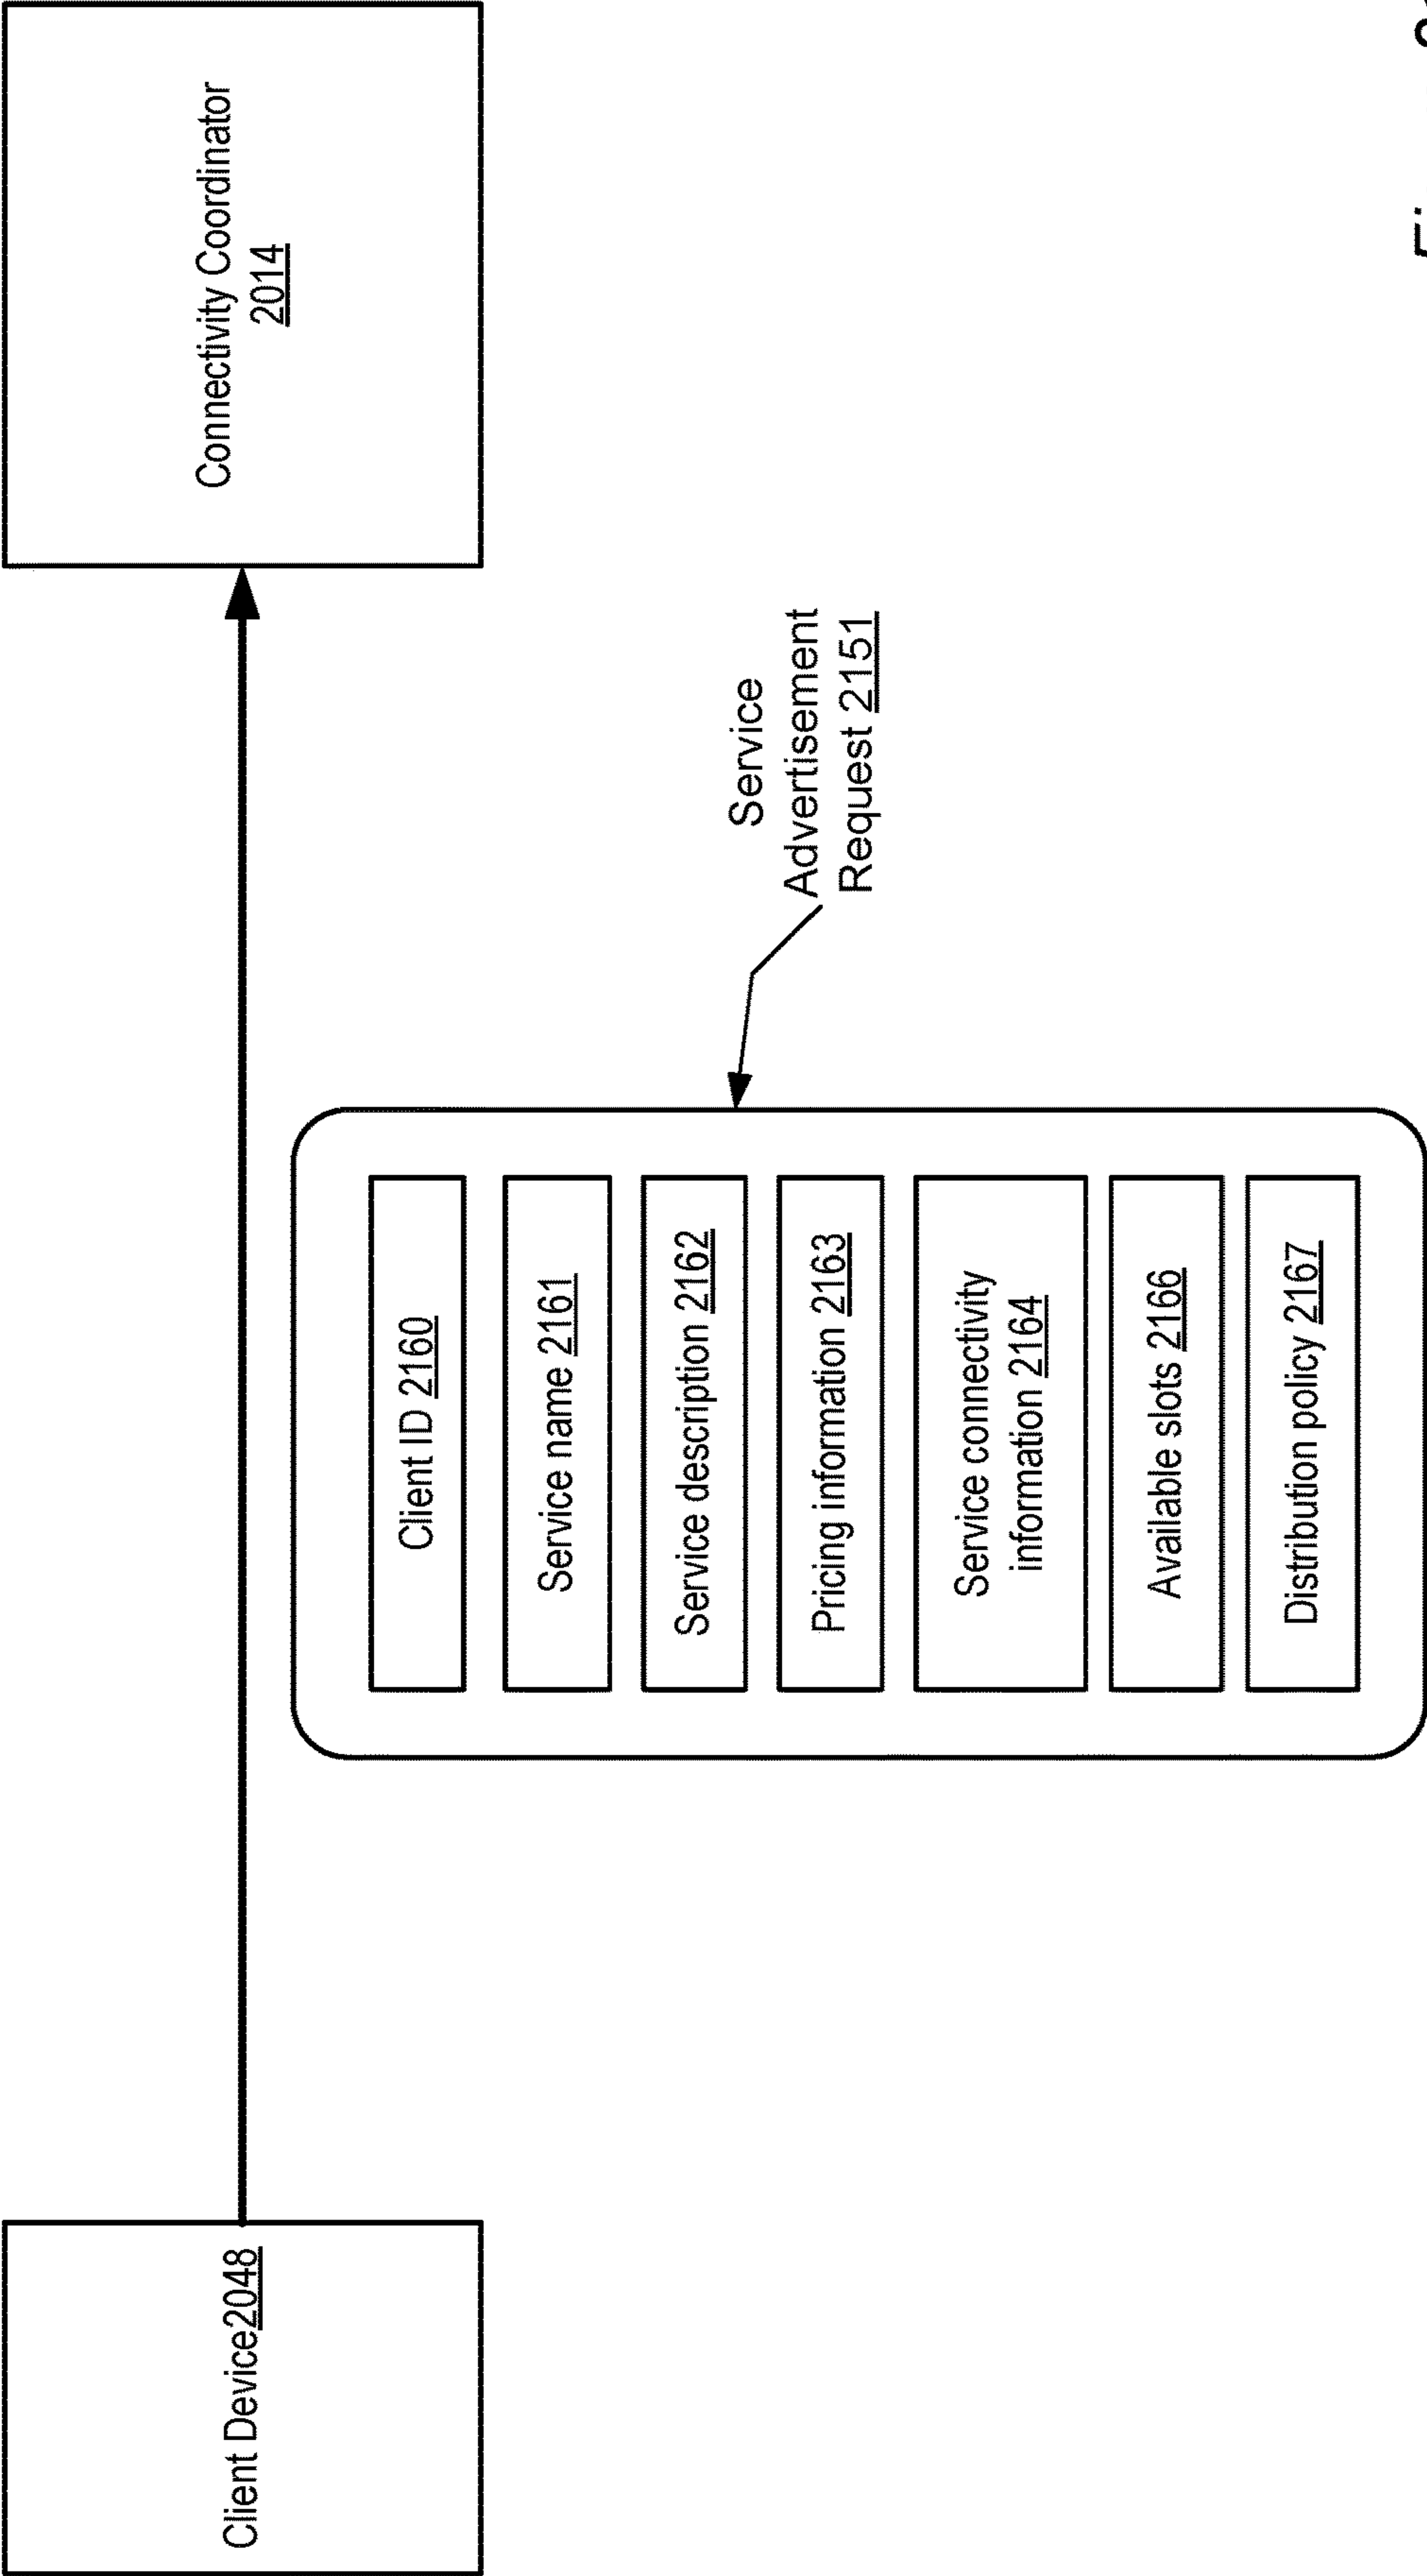 Client Device2048
Connectivity Coordinator
2014
Service
Advertisement
Request 2151
Client ID 2160
Service name 2161
Service description 2162
Pricing information 2163
Service connectivity
information 2164
Available slots 2166
Distribution policy 2167